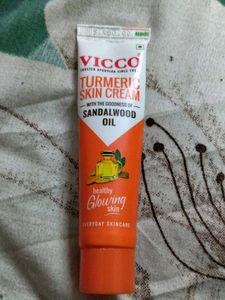 VICCO
TURMERIC
SKIN CREAM
WITH THE GOODNESS OF
SANDALWOOD
OIL
healthy
Glowing
skin
EVERYDAY SKINCARE